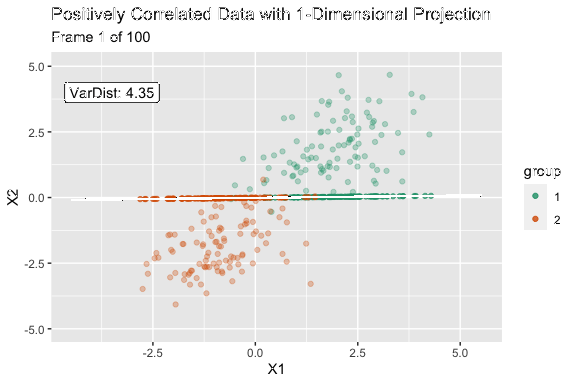 Positively Correlated Data with 1-Dimensional Projection
Frame 1 of 100
VarDist: 4.35
5.0
2.5
0.0
-2.5
-5.0
X2
-2.5 0.0 2.5 5.0
X1
group
1
2